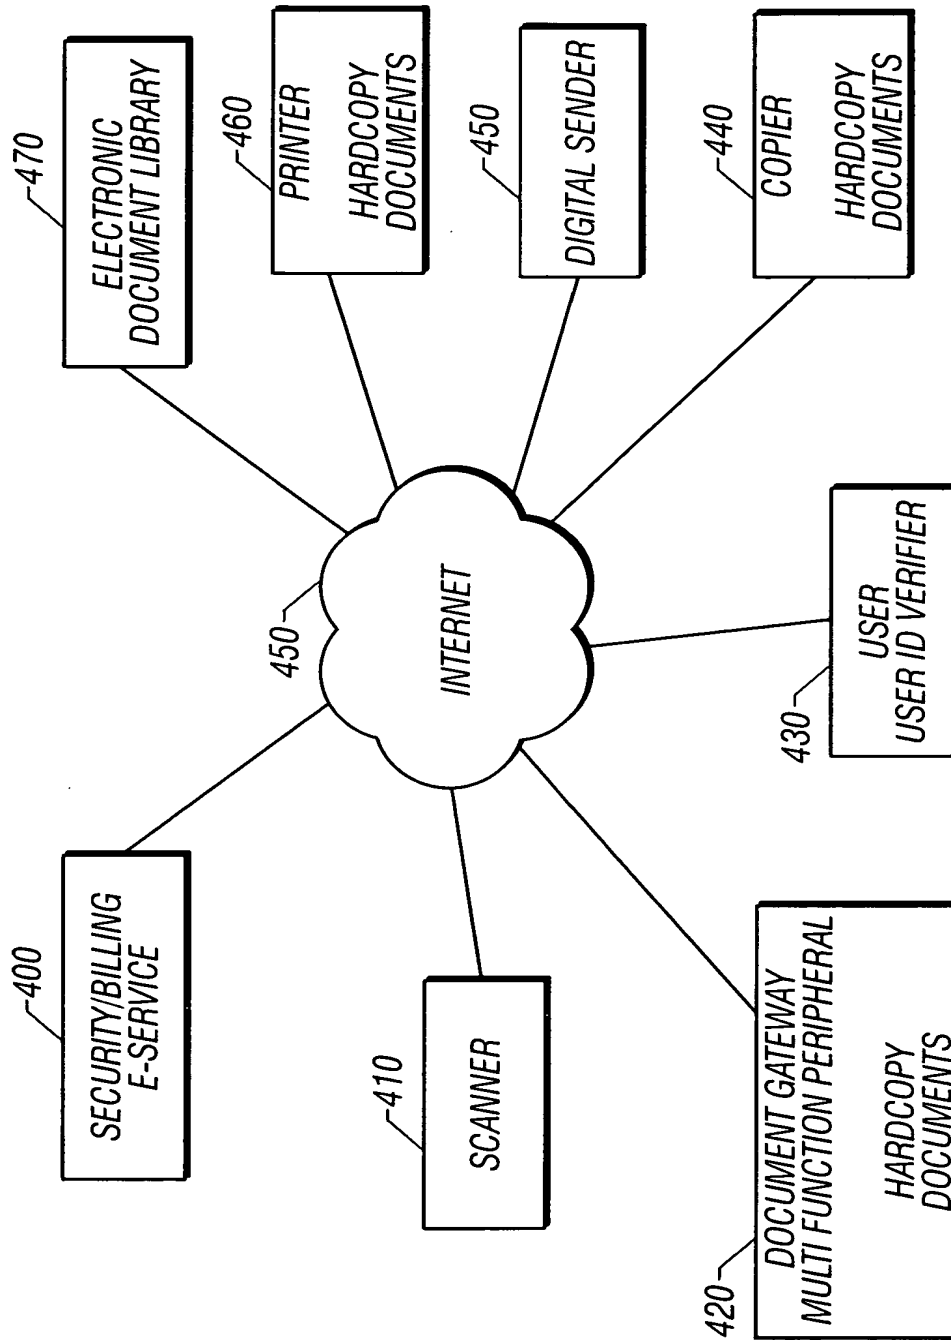 400
SECURITY/BILLING
E-SERVICE
470
ELECTRONIC
DOCUMENT LIBRARY
460
PRINTER
HARDCOPY
DOCUMENTS
450
INTERNET
410
SCANNER
450
DIGITAL SENDER
420
DOCUMENT GATEWAY
MULTI FUNCTION PERIPHERAL
HARDCOPY
DOCUMENTS
430
USER
USER ID VERIFIER
440
COPIER
HARDCOPY
DOCUMENTS